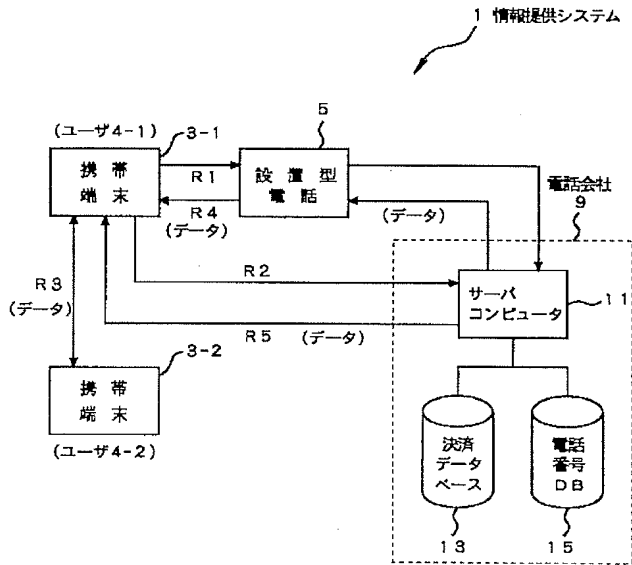 1 情報提供システム
(ユーザ4-1)
3-1
携帯
端末
R1
R4
(データ)
5
設置型
電話
(データ)
電話会社
9
R2
R3
(データ)
R5 (データ)
サーバ
コンピュータ
11
3-2
携帯
端末
(ユーザ4-2)
決済
データ
ベース
電話
番号
DB
13
15